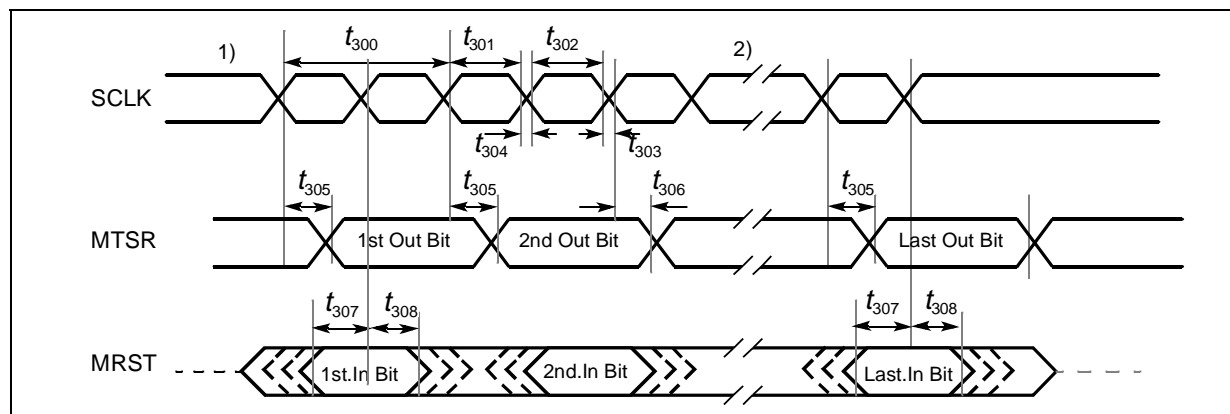 1) t300 t301 t302 2)
SCLK
t304 t303
t305 t305 t306 t305
MTSR 1st Out Bit 2nd Out Bit Last Out Bit
t307 t308 t307 t308
MRST 1st.In Bit 2nd.In Bit Last.In Bit